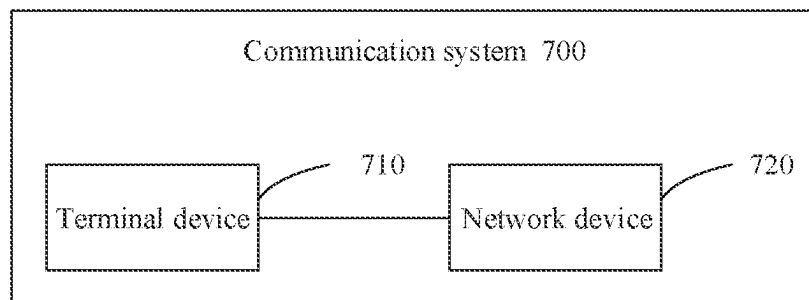 Communication system 700
710
720
Terminal device
Network device